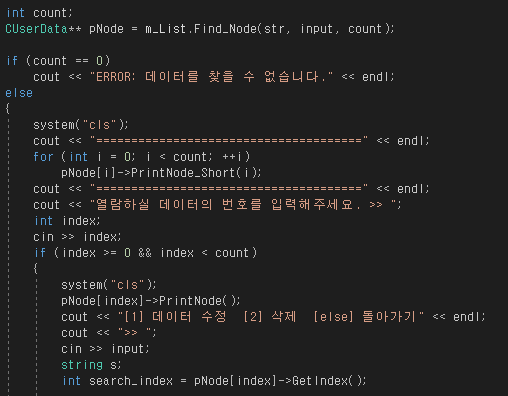 int count;
CUserData** pNode = m_List.Find_Node(str, input, count);
if (count == 0)
cout << "ERROR: 데이터를 찾을 수 없습니다." << endl;
else
{
system("cls");
cout << "======================================" << endl;
for (int i = 0; i < count; ++i)
pNode[i]->PrintNode_Short(i);
cout << "======================================" << endl;
cout << "열람하실 데이터의 번호를 입력해주세요. >> ";
int index;
cin >> index;
if (index >= 0 && index < count)
{
system("cls");
pNode[index]->PrintNode();
cout << "[1] 데이터 수정  [2] 삭제  [else] 돌아가기" << endl;
cout << ">> ";
cin >> input;
string s;
int search_index = pNode[index]->GetIndex();